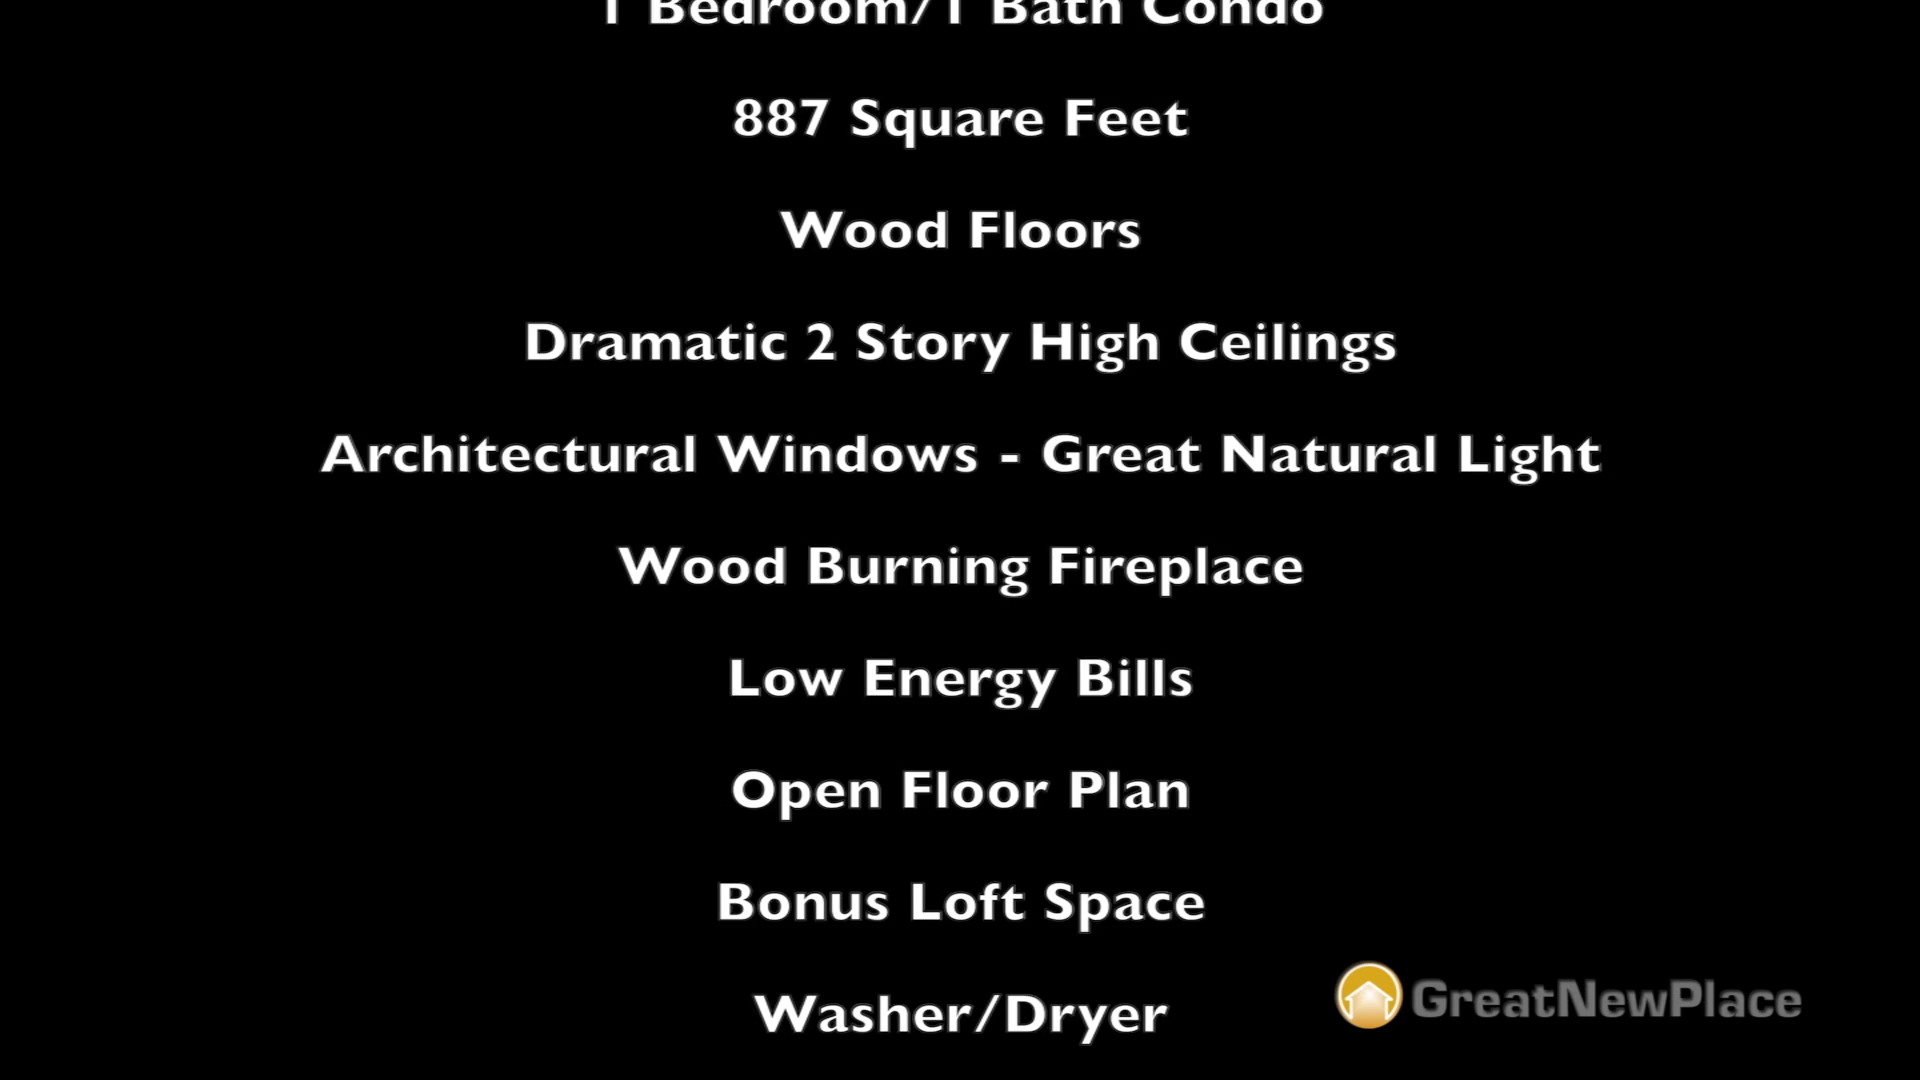 1 Bedroom/1 Bath Condo
887 Square Feet
Wood Floors
Dramatic 2 Story High Ceilings
Architectural Windows - Great Natural Light
Wood Burning Fireplace
Low Energy Bills
Open Floor Plan
Bonus Loft Space
Washer/Dryer
GreatNewPlace